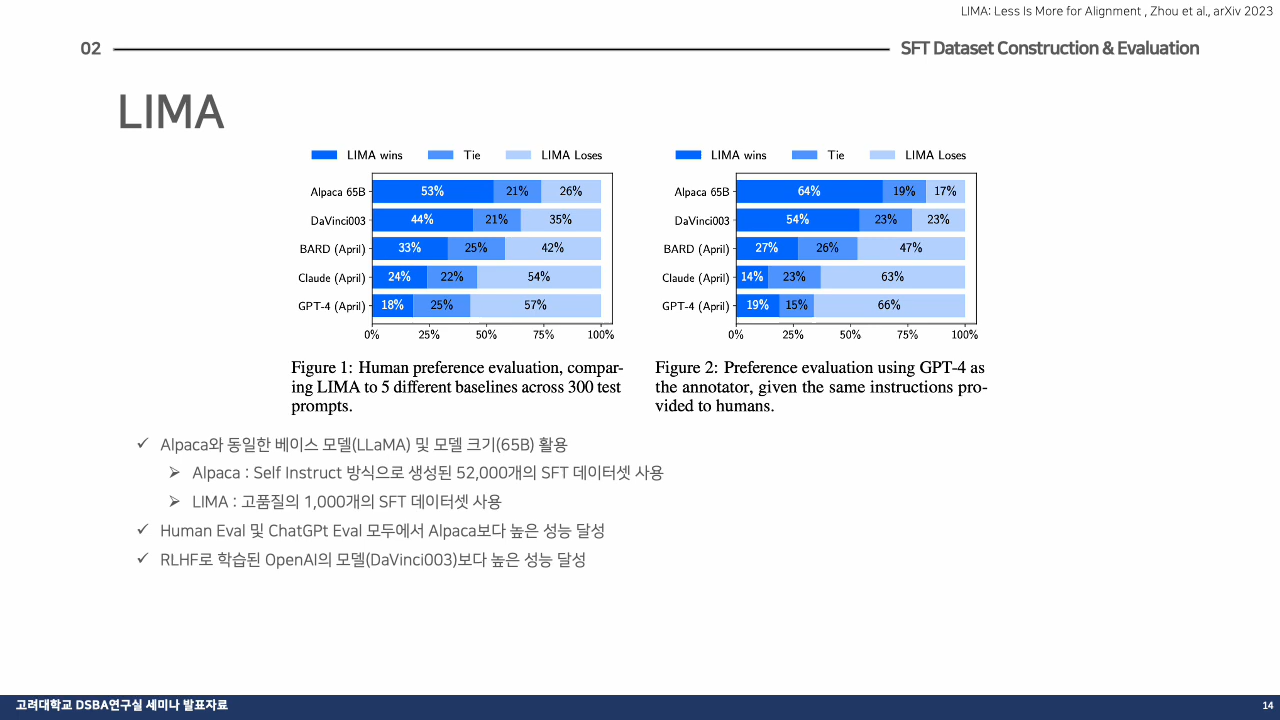 LIMA: Less Is More for Alignment , Zhou et al., arXiv 2023
02
SFT Dataset Construction & Evaluation
LIMA
LIMA wins Tie LIMA Loses
Alpaca 65B 53% 21% 26%
DaVinci003 44% 21% 35%
BARD (April) 33% 25% 42%
Claude (April) 24% 22% 54%
GPT-4 (April) 18% 25% 57%
0% 25% 50% 75% 100%
Figure 1: Human preference evaluation, compar-
ing LIMA to 5 different baselines across 300 test
prompts.
LIMA wins Tie LIMA Loses
Alpaca 65B 64% 19% 17%
DaVinci003 54% 23% 23%
BARD (April) 27% 26% 47%
Claude (April) 14% 23% 63%
GPT-4 (April) 19% 15% 66%
0% 25% 50% 75% 100%
Figure 2: Preference evaluation using GPT-4 as
the annotator, given the same instructions pro-
vided to humans.
✓ Alpaca와 동일한 베이스 모델(LLaMA) 및 모델 크기(65B) 활용
➢ Alpaca : Self Instruct 방식으로 생성된 52,000개의 SFT 데이터셋 사용
➢ LIMA : 고품질의 1,000개의 SFT 데이터셋 사용
✓ Human Eval 및 ChatGPt Eval 모두에서 Alpaca보다 높은 성능 달성
✓ RLHF로 학습된 OpenAI의 모델(DaVinci003)보다 높은 성능 달성
고려대학교 DSBA연구실 세미나 발표자료
14